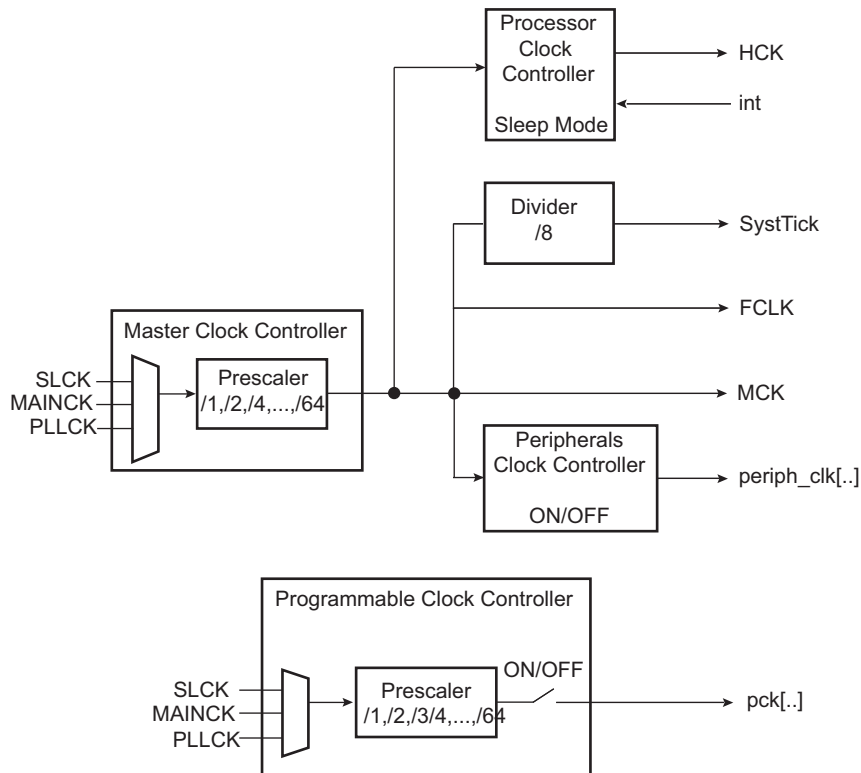 Processor
Clock
Controller
Sleep Mode
HCK
int
Divider
/8
SystTick
FCLK
Master Clock Controller
SLCK
MAINCK
PLLCK
Prescaler
/1,/2,/4,...,/64
MCK
Peripherals
Clock Controller
ON/OFF
periph_clk[..]
Programmable Clock Controller
SLCK
MAINCK
PLLCK
Prescaler
/1,/2,/3/4,...,/64
ON/OFF
pck[..]